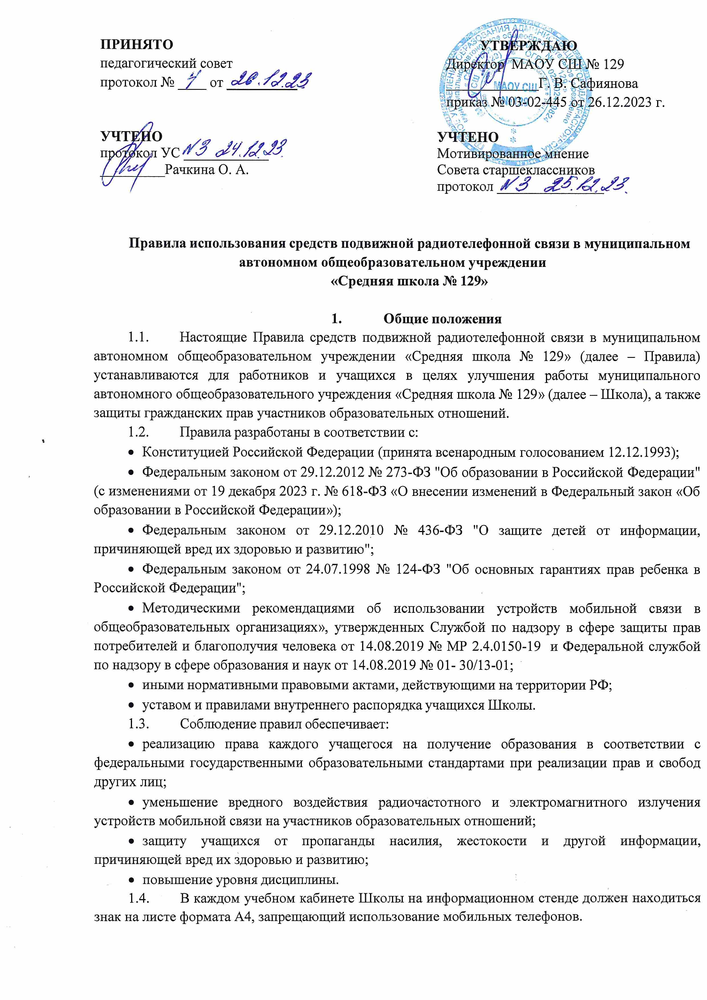 ПРИНЯТО
педагогический совет
протокол № 4 от 26.12.23
УТВЕРЖДАЮ
Директор МАОУ СШ № 129
Г. В. Сафиянова
приказ № 03-02-445 от 26.12.2023 г.
МАОУ СШ
№129
УЧТЕНО
протокол УС №3 24.12.23.
Рачкина О. А.
УЧТЕНО
Мотивированное мнение
Совета старшеклассников
протокол №3 25.12.23.
Правила использования средств подвижной радиотелефонной связи в муниципальном
автономном общеобразовательном учреждении
«Средняя школа № 129»
1. Общие положения
1.1. Настоящие Правила средств подвижной радиотелефонной связи в муниципальном
автономном общеобразовательном учреждении «Средняя школа № 129» (далее – Правила)
устанавливаются для работников и учащихся в целях улучшения работы муниципального
автономного общеобразовательного учреждения «Средняя школа № 129» (далее – Школа), а также
защиты гражданских прав участников образовательных отношений.
1.2. Правила разработаны в соответствии с:
• Конституцией Российской Федерации (принята всенародным голосованием 12.12.1993);
• Федеральным законом от 29.12.2012 № 273-ФЗ "Об образовании в Российской Федерации"
(с изменениями от 19 декабря 2023 г. № 618-ФЗ «О внесении изменений в Федеральный закон «Об
образовании в Российской Федерации»);
• Федеральным законом от 29.12.2010 № 436-ФЗ "О защите детей от информации,
причиняющей вред их здоровью и развитию";
• Федеральным законом от 24.07.1998 № 124-ФЗ "Об основных гарантиях прав ребенка в
Российской Федерации";
• Методическими рекомендациями об использовании устройств мобильной связи в
общеобразовательных организациях», утвержденных Службой по надзору в сфере защиты прав
потребителей и благополучия человека от 14.08.2019 № МР 2.4.0150-19 и Федеральной службой
по надзору в сфере образования и наук от 14.08.2019 № 01- 30/13-01;
• иными нормативными правовыми актами, действующими на территории РФ;
• уставом и правилами внутреннего распорядка учащихся Школы.
1.3. Соблюдение правил обеспечивает:
• реализацию права каждого учащегося на получение образования в соответствии с
федеральными государственными образовательными стандартами при реализации прав и свобод
других лиц;
• уменьшение вредного воздействия радиочастотного и электромагнитного излучения
устройств мобильной связи на участников образовательных отношений;
• защиту учащихся от пропаганды насилия, жестокости и другой информации,
причиняющей вред их здоровью и развитию;
• повышение уровня дисциплины.
1.4. В каждом учебном кабинете Школы на информационном стенде должен находиться
знак на листе формата А4, запрещающий использование мобильных телефонов.